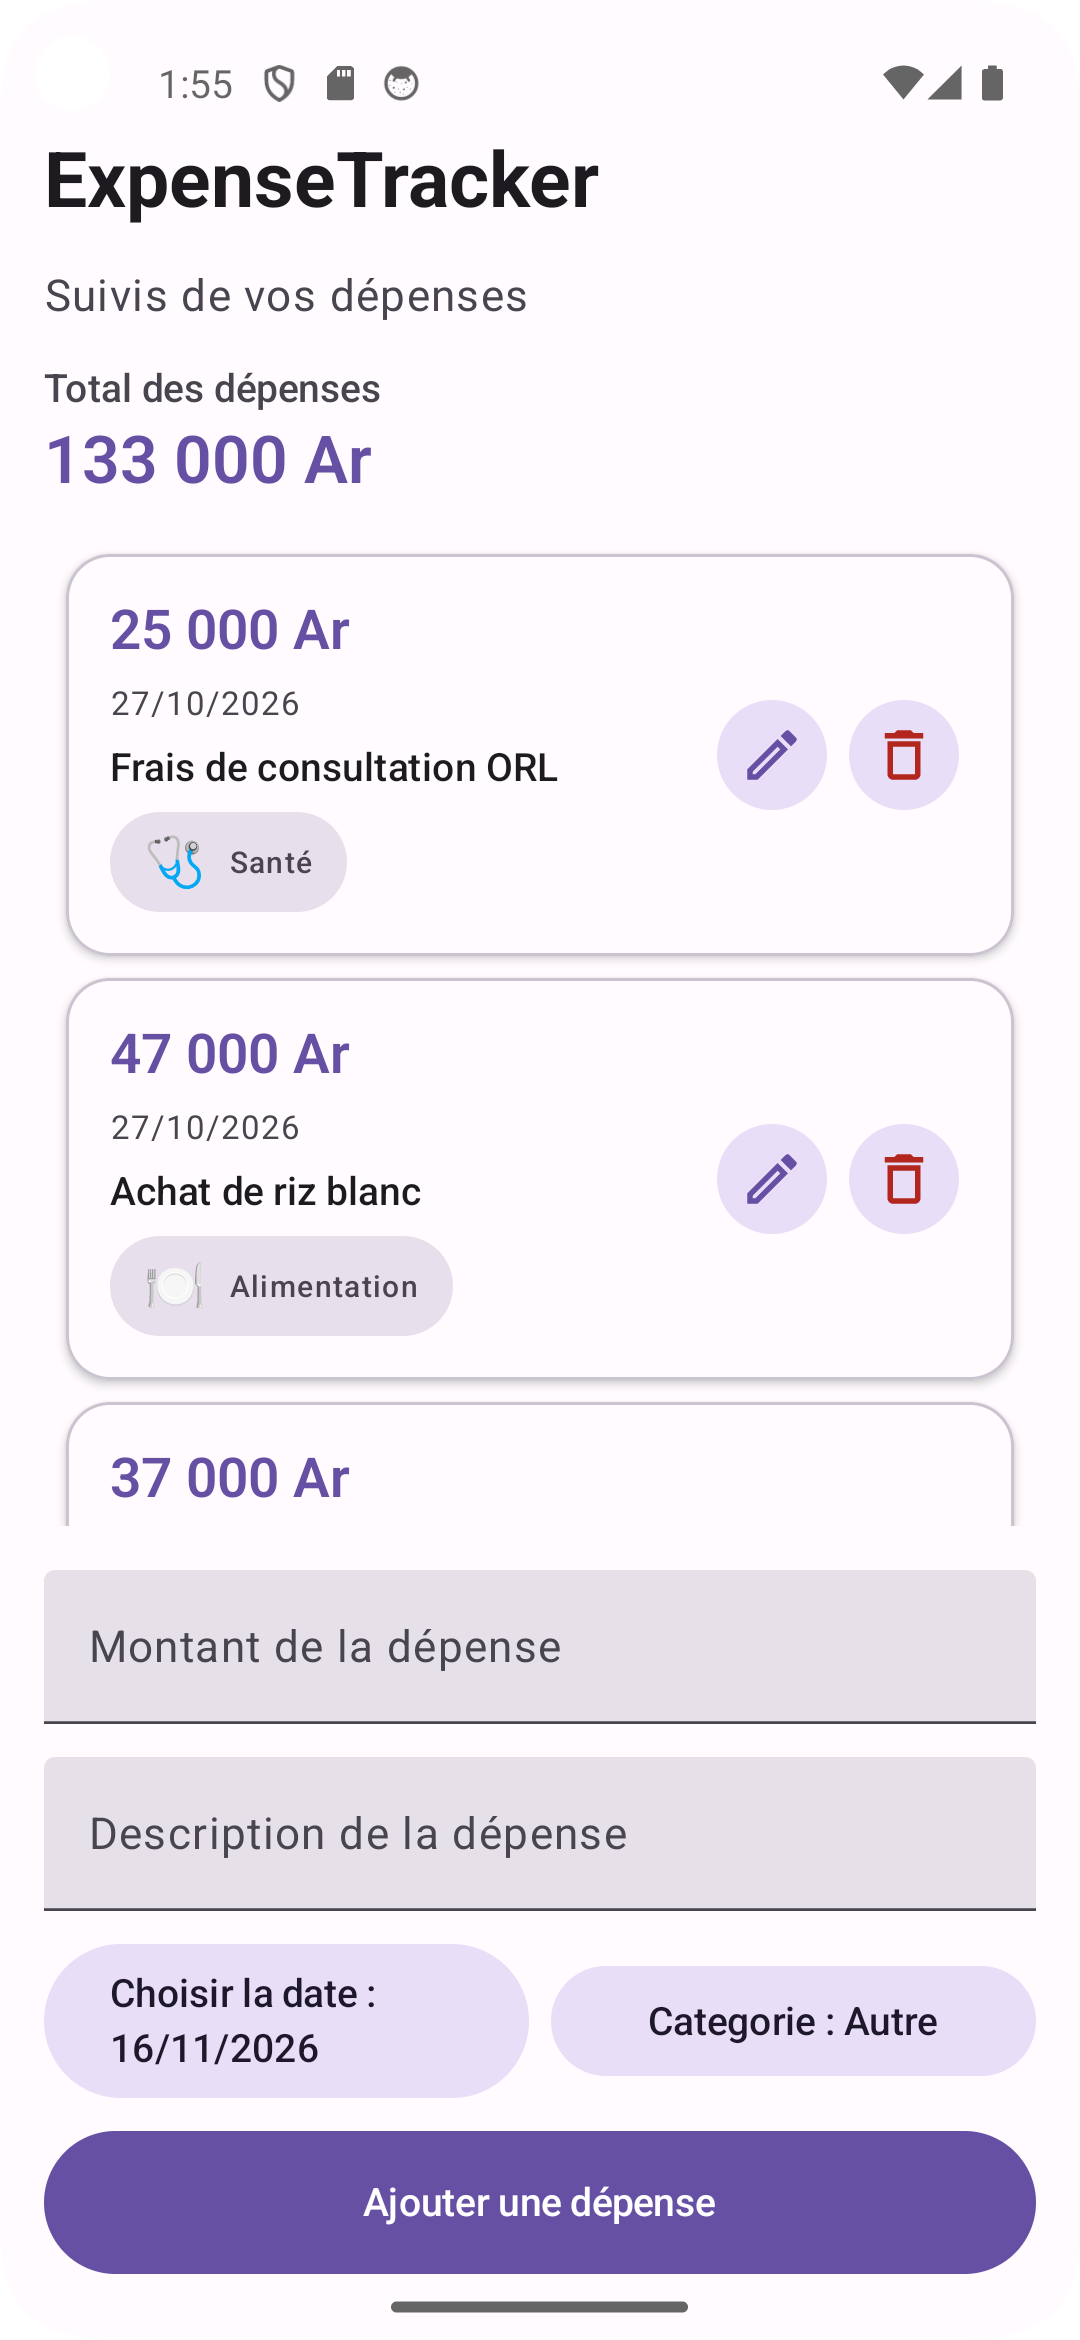 1:55
ExpenseTracker
Suivis de vos dépenses
Total des dépenses
133 000 Ar
25 000 Ar
27/10/2026
Frais de consultation ORL
Santé
47 000 Ar
27/10/2026
Achat de riz blanc
Alimentation
37 000 Ar
Montant de la dépense
Description de la dépense
Choisir la date :
16/11/2026
Categorie : Autre
Ajouter une dépense